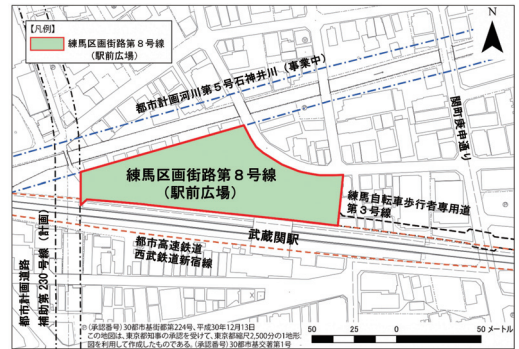 【凡例】
練馬区画街路第8号線
(駅前広場)
N
都市計画河川第5号石神井川(事業中)
関町庚申通り
練馬区画街路第8号線
(駅前広場)
練馬自転車歩行者専用道
第3号線
武蔵関駅
都市高速鉄道
西武鉄道新宿線
都市計画道路
補助第230号線(計画)
(承認番号)30都市基街都第224号、平成30年12月13日
この地図は、東京都知事の承認を受けて、東京都縮尺2,500分の1地形
図を利用して作成したものである。(承認番号)30都市基交著第1号
50 25 0 50メートル